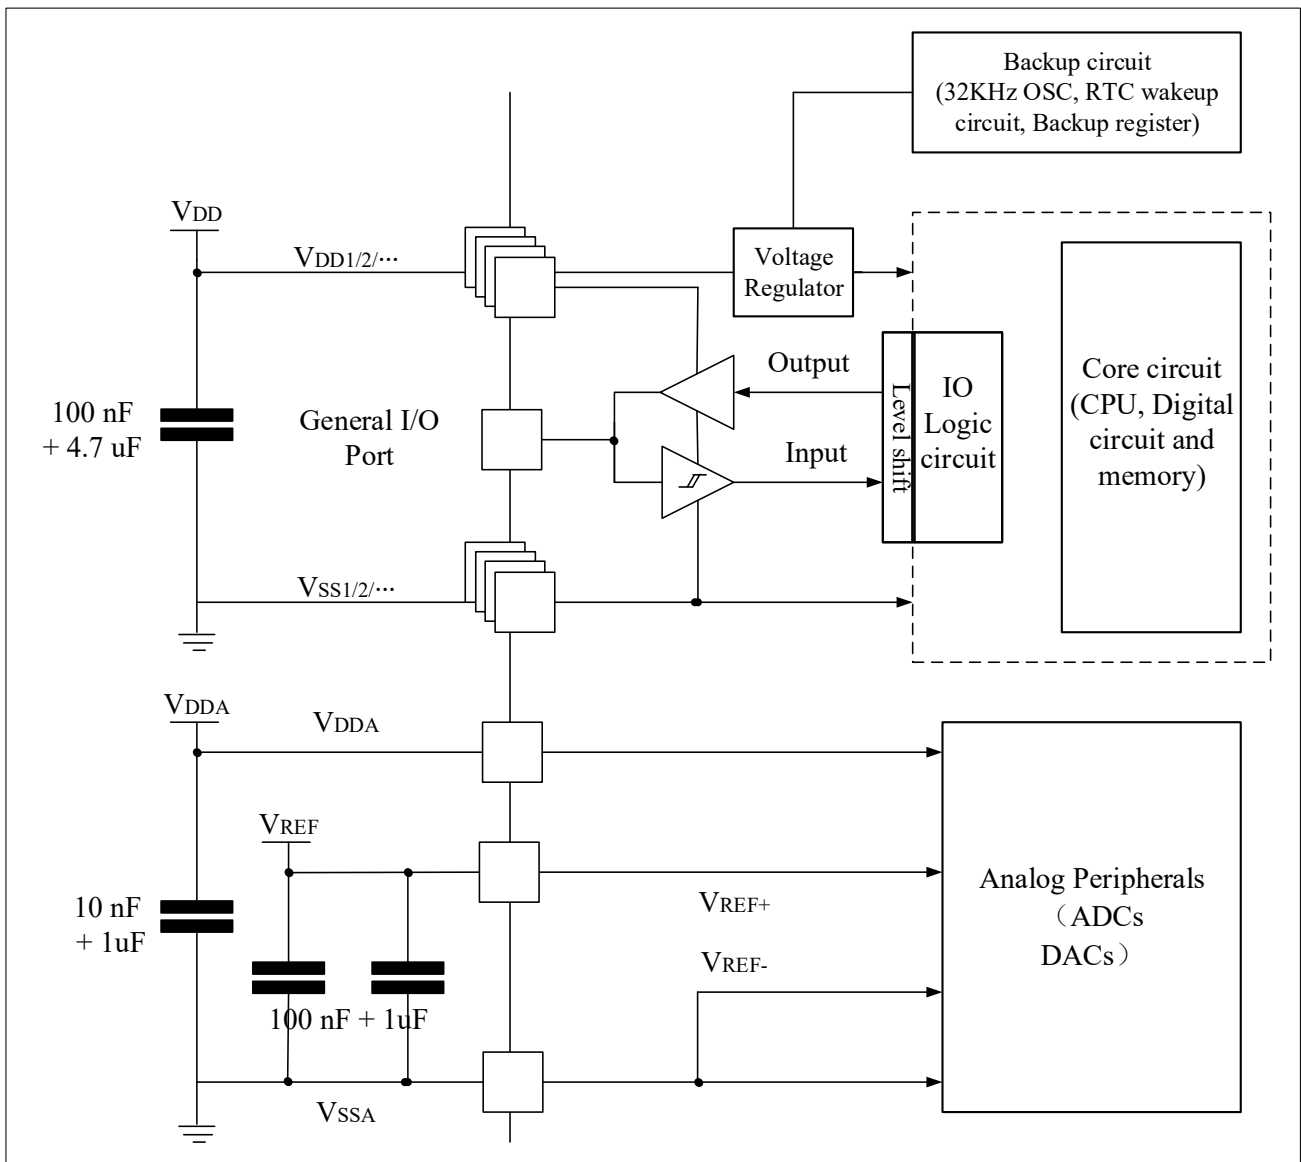 Backup circuit
(32KHz OSC, RTC wakeup
circuit, Backup register)
VDD
VDD1/2/···
Voltage
Regulator
100 nF
+ 4.7 uF
General I/O
Port
Output
Input
Level shift
IO
Logic
circuit
Core circuit
(CPU, Digital
circuit and
memory)
VSS1/2/···
VDDA
VDDA
VREF
10 nF
+ 1uF
100 nF + 1uF
VREF+
VREF-
VSSA
Analog Peripherals
（ADCs
DACs）